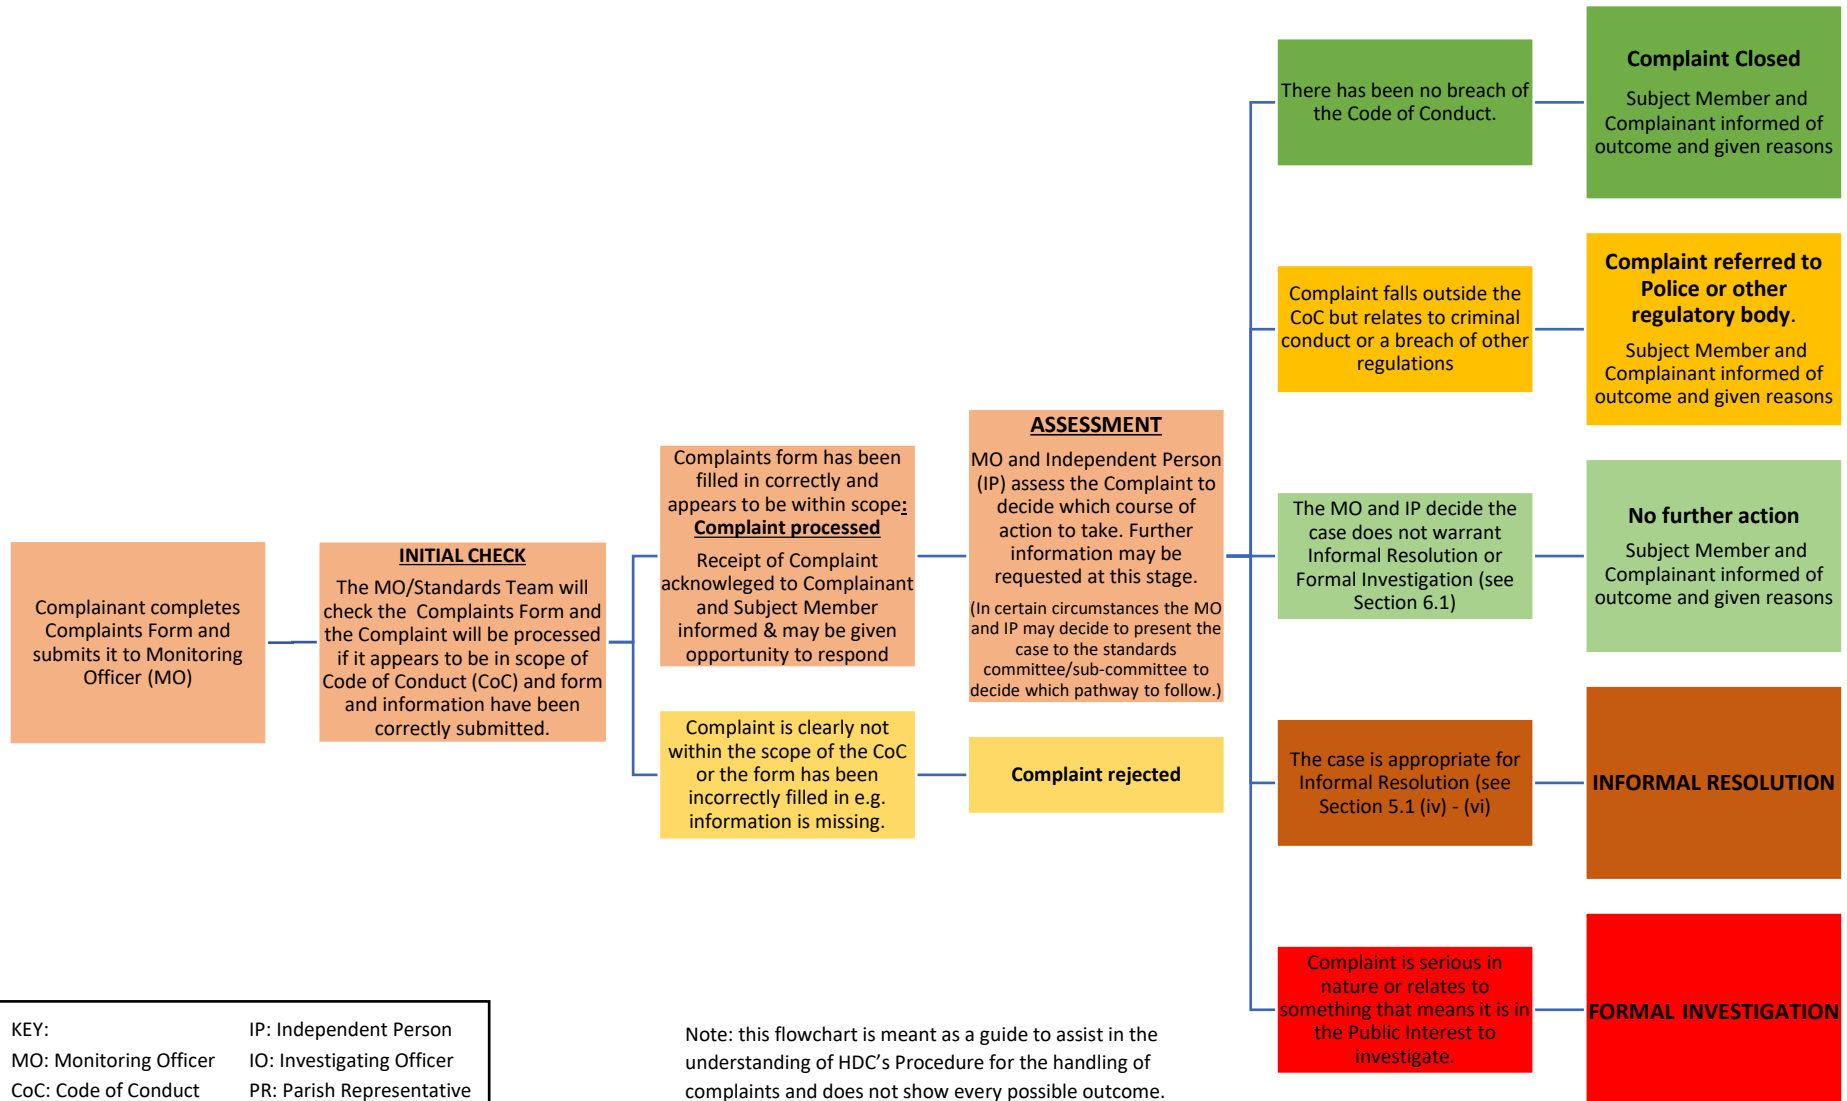 Complainant completes
Complaints Form and
submits it to Monitoring
Officer (MO)
INITIAL CHECK
The MO/Standards Team will
check the Complaints Form and
the Complaint will be processed
if it appears to be in scope of
Code of Conduct (CoC) and form
and information have been
correctly submitted.
Complaints form has been
filled in correctly and
appears to be within scope:
Complaint processed
Receipt of Complaint
acknowleged to Complainant
and Subject Member
informed & may be given
opportunity to respond
Complaint is clearly not
within the scope of the CoC
or the form has been
incorrectly filled in e.g.
information is missing.
ASSESSMENT
MO and Independent Person
(IP) assess the Complaint to
decide which course of
action to take. Further
information may be
requested at this stage.
(In certain circumstances the MO
and IP may decide to present the
case to the standards
committee/sub-committee to
decide which pathway to follow.)
Complaint rejected
There has been no breach of
the Code of Conduct.
Complaint Closed
Subject Member and
Complainant informed of
outcome and given reasons
Complaint falls outside the
CoC but relates to criminal
conduct or a breach of other
regulations
Complaint referred to
Police or other
regulatory body.
Subject Member and
Complainant informed of
outcome and given reasons
The MO and IP decide the
case does not warrant
Informal Resolution or
Formal Investigation (see
Section 6.1)
No further action
Subject Member and
Complainant informed of
outcome and given reasons
The case is appropriate for
Informal Resolution (see
Section 5.1 (iv) - (vi)
INFORMAL RESOLUTION
Complaint is serious in
nature or relates to
something that means it is in
the Public Interest to
investigate.
FORMAL INVESTIGATION
KEY: IP: Independent Person
MO: Monitoring Officer IO: Investigating Officer
CoC: Code of Conduct PR: Parish Representative
Note: this flowchart is meant as a guide to assist in the
understanding of HDC's Procedure for the handling of
complaints and does not show every possible outcome.